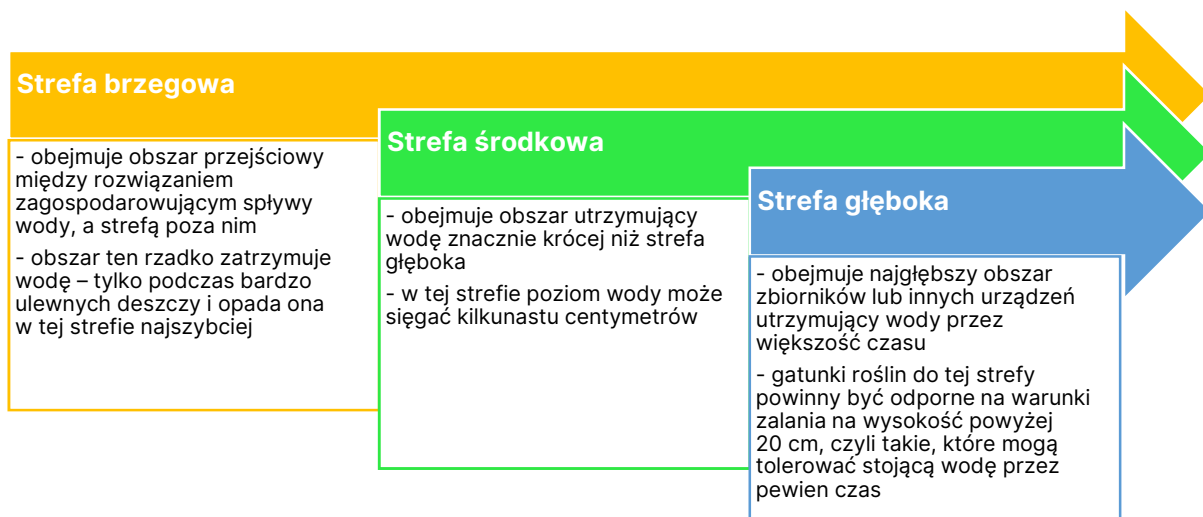 Strefa brzegowa
- obejmuje obszar przejściowy
między rozwiązaniem
zagospodarowującym spływy
wody, a strefą poza nim
- obszar ten rzadko zatrzymuje
wodę – tylko podczas bardzo
ulewnych deszczy i opada ona
w tej strefie najszybciej
Strefa środkowa
- obejmuje obszar utrzymujący
wodę znacznie krócej niż strefa
głęboka
- w tej strefie poziom wody może
sięgać kilkunastu centymetrów
Strefa głęboka
- obejmuje najgłębszy obszar
zbiorników lub innych urządzeń
utrzymujący wody przez
większość czasu
- gatunki roślin do tej strefy
powinny być odporne na warunki
zalania na wysokość powyżej
20 cm, czyli takie, które mogą
tolerować stojącą wodę przez
pewien czas